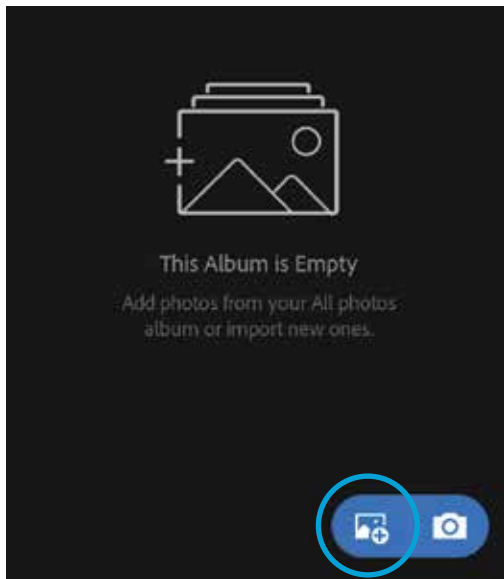 This Album is Empty
Add photos from your All photos
album or import new ones.